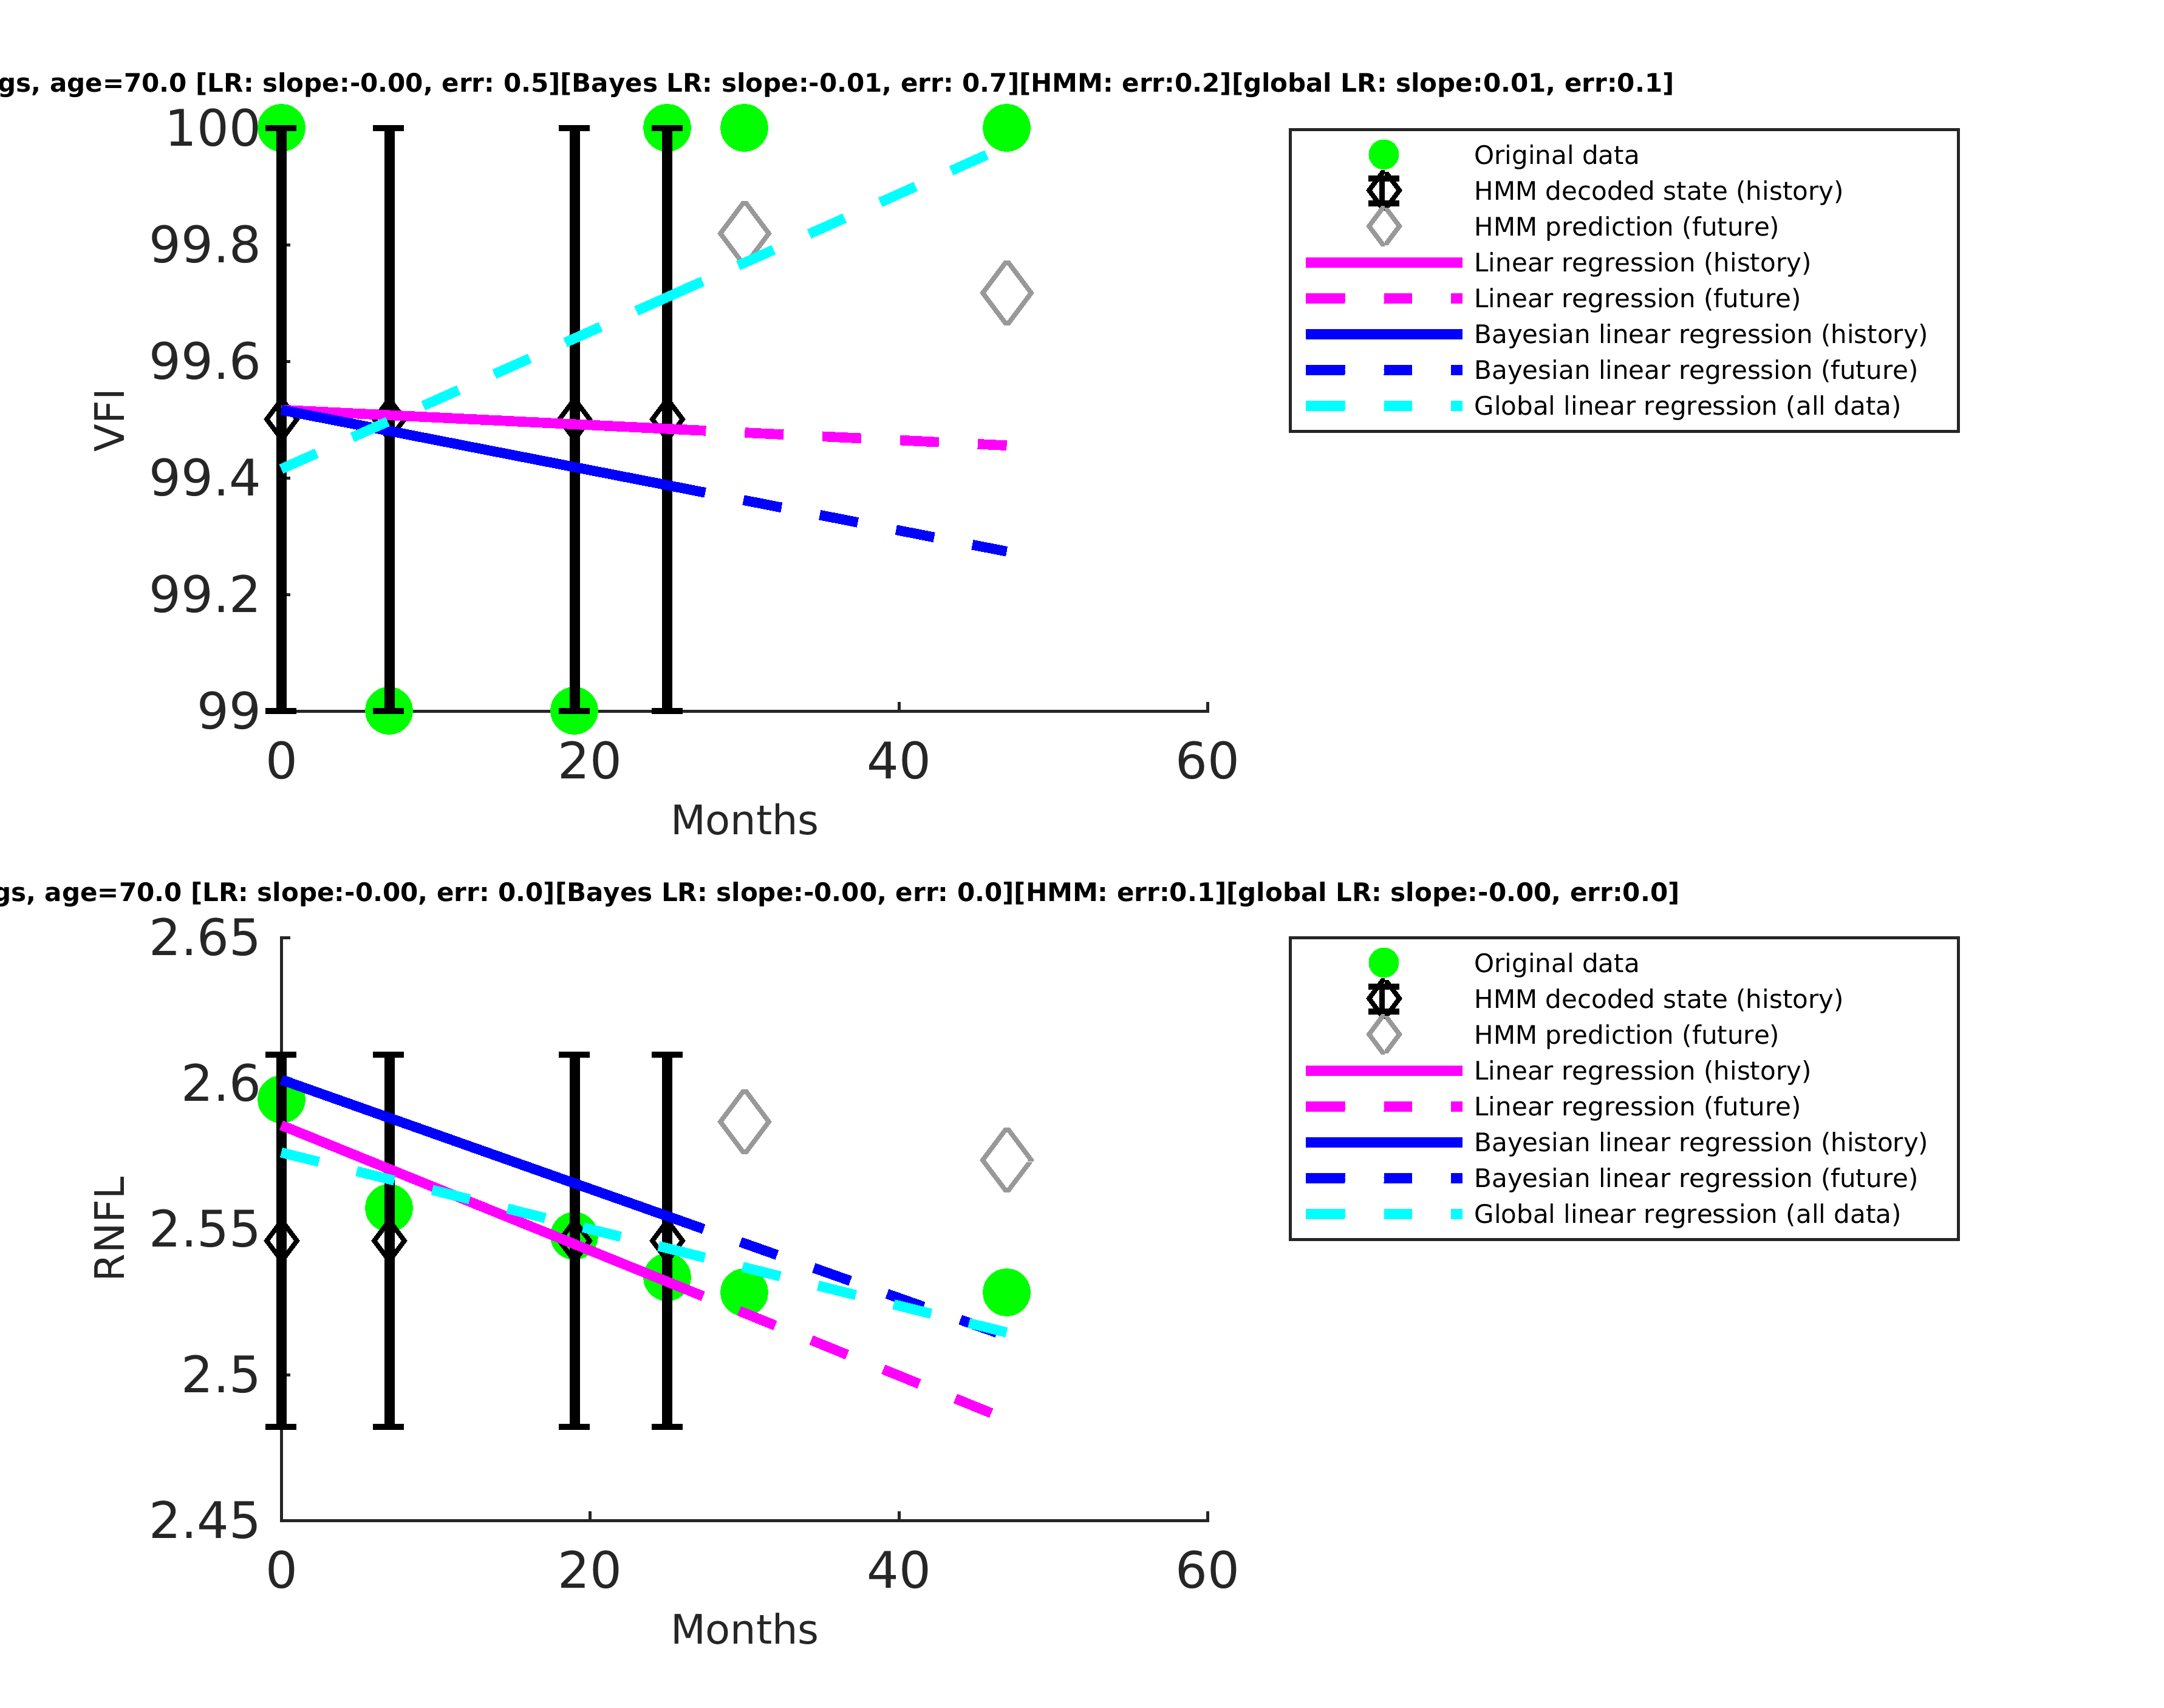 gs, age=70.0 [LR: slope:-0.00, err: 0.5][Bayes LR: slope:-0.01, err: 0.7][HMM: err:0.2][global LR: slope:0.01, err:0.1]
100
99.8
99.6
99.4
99.2
99
VFI
0 20 40 60
Months
Original data
HMM decoded state (history)
HMM prediction (future)
Linear regression (history)
Linear regression (future)
Bayesian linear regression (history)
Bayesian linear regression (future)
Global linear regression (all data)
gs, age=70.0 [LR: slope:-0.00, err: 0.0][Bayes LR: slope:-0.00, err: 0.0][HMM: err:0.1][global LR: slope:-0.00, err:0.0]
2.65
2.6
2.55
2.5
2.45
RNFL
0 20 40 60
Months
Original data
HMM decoded state (history)
HMM prediction (future)
Linear regression (history)
Linear regression (future)
Bayesian linear regression (history)
Bayesian linear regression (future)
Global linear regression (all data)